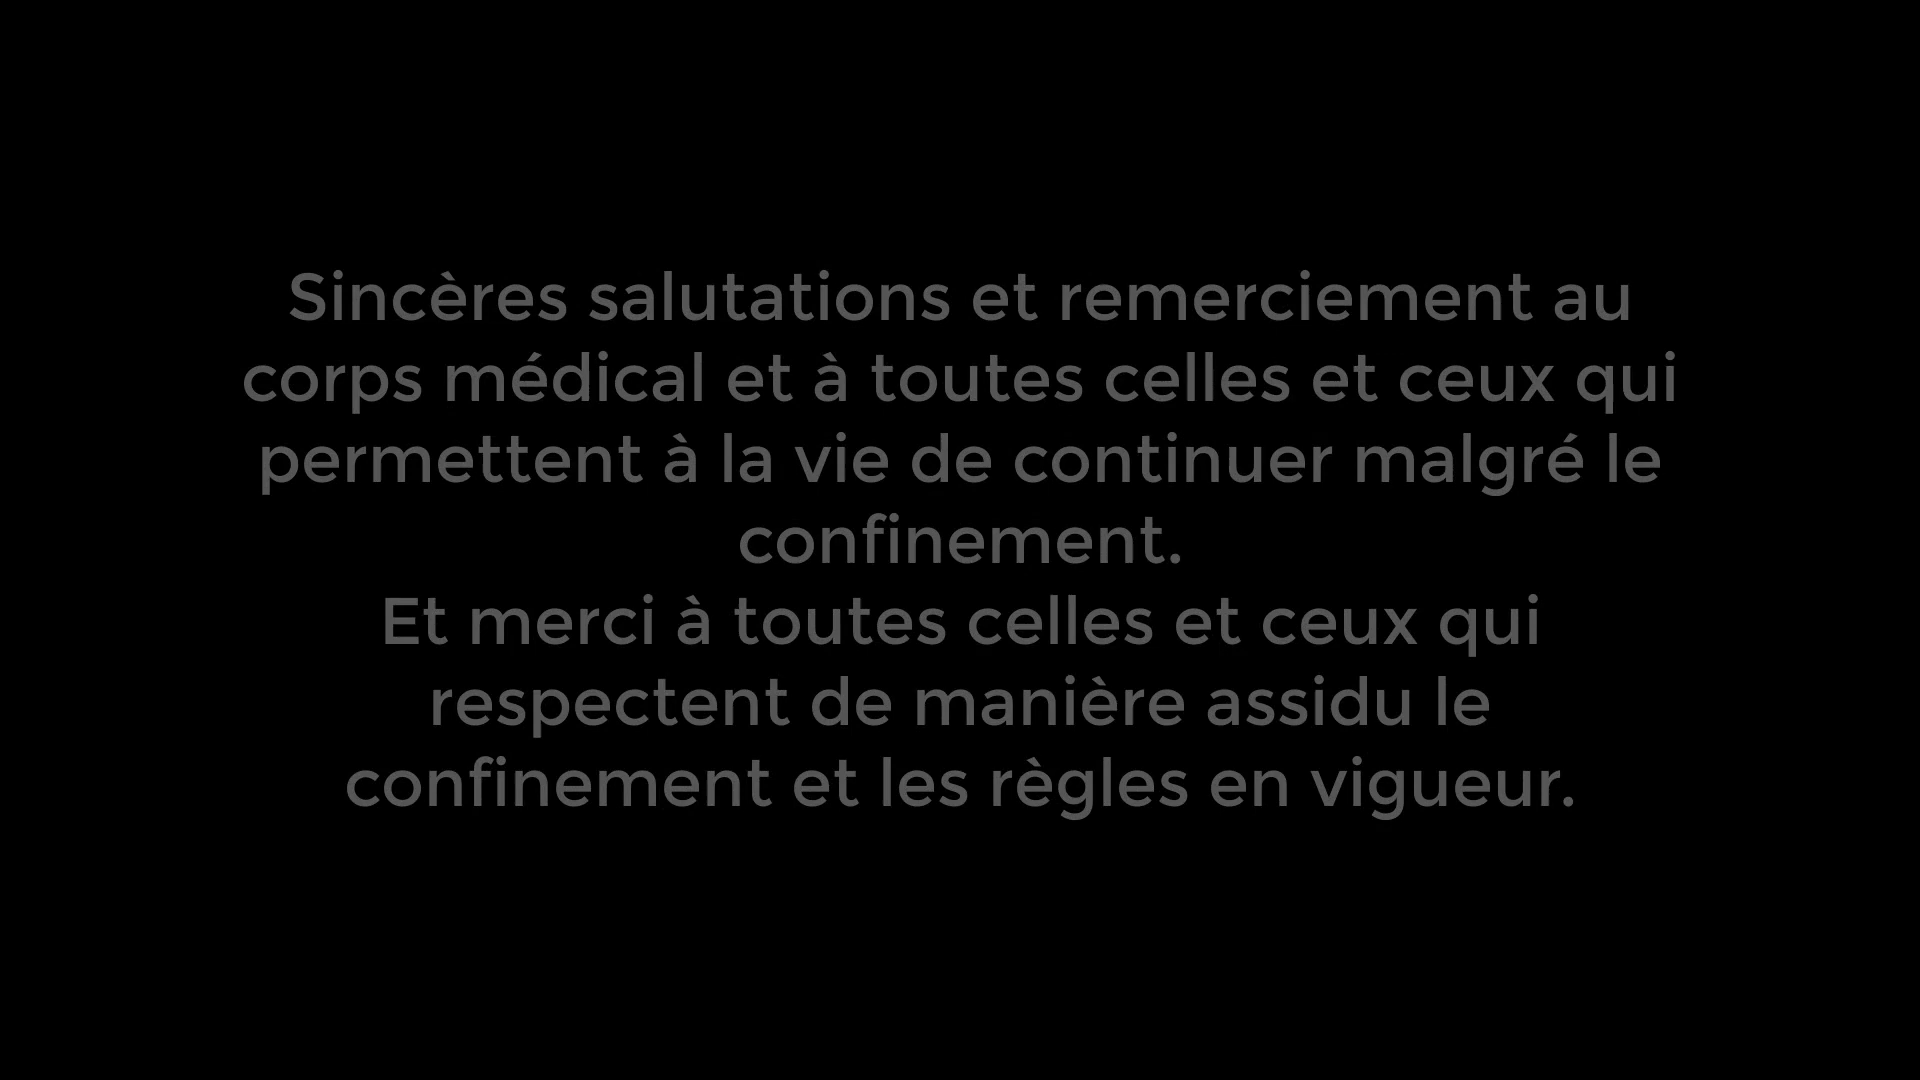 Sincères salutations et remerciement au
corps médical et à toutes celles et ceux qui
permettent à la vie de continuer malgré le
confinement.
Et merci à toutes celles et ceux qui
respectent de manière assidu le
confinement et les règles en vigueur.